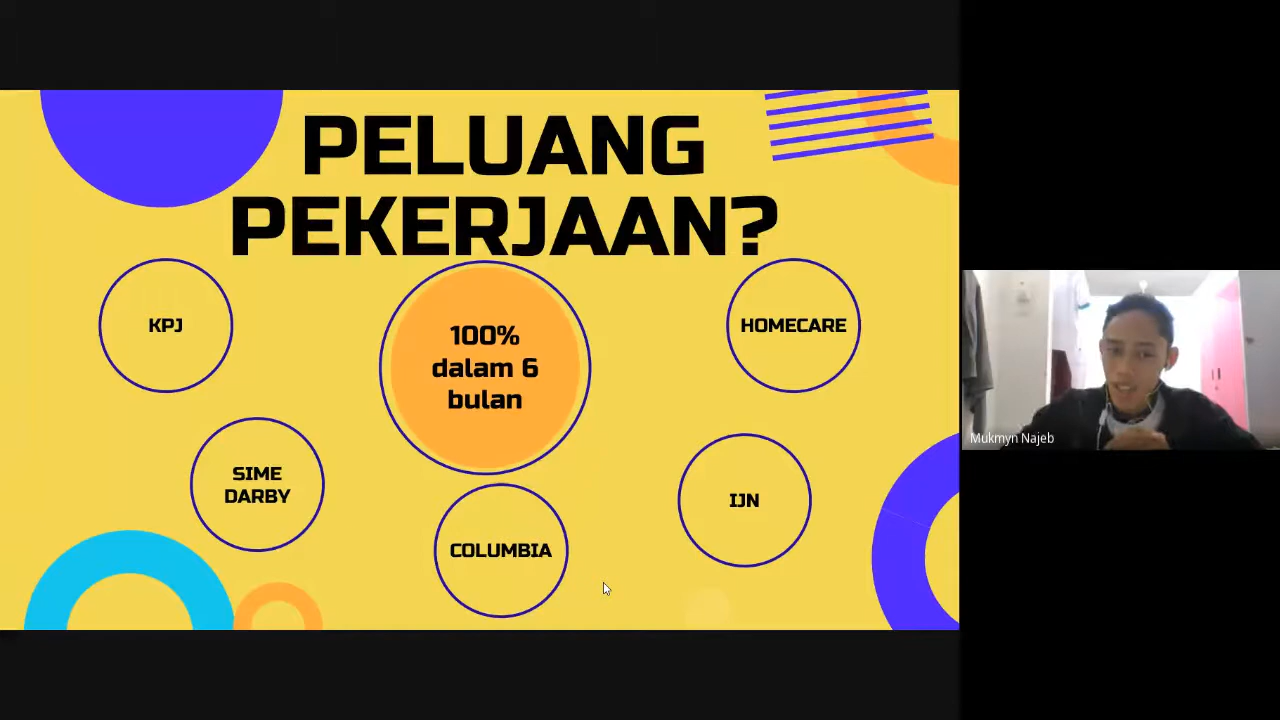 PELUANG
PEKERJAAN?
KPJ
100%
dalam 6
bulan
HOMECARE
SIME
DARBY
COLUMBIA
IJN
Mukmyn Najeb